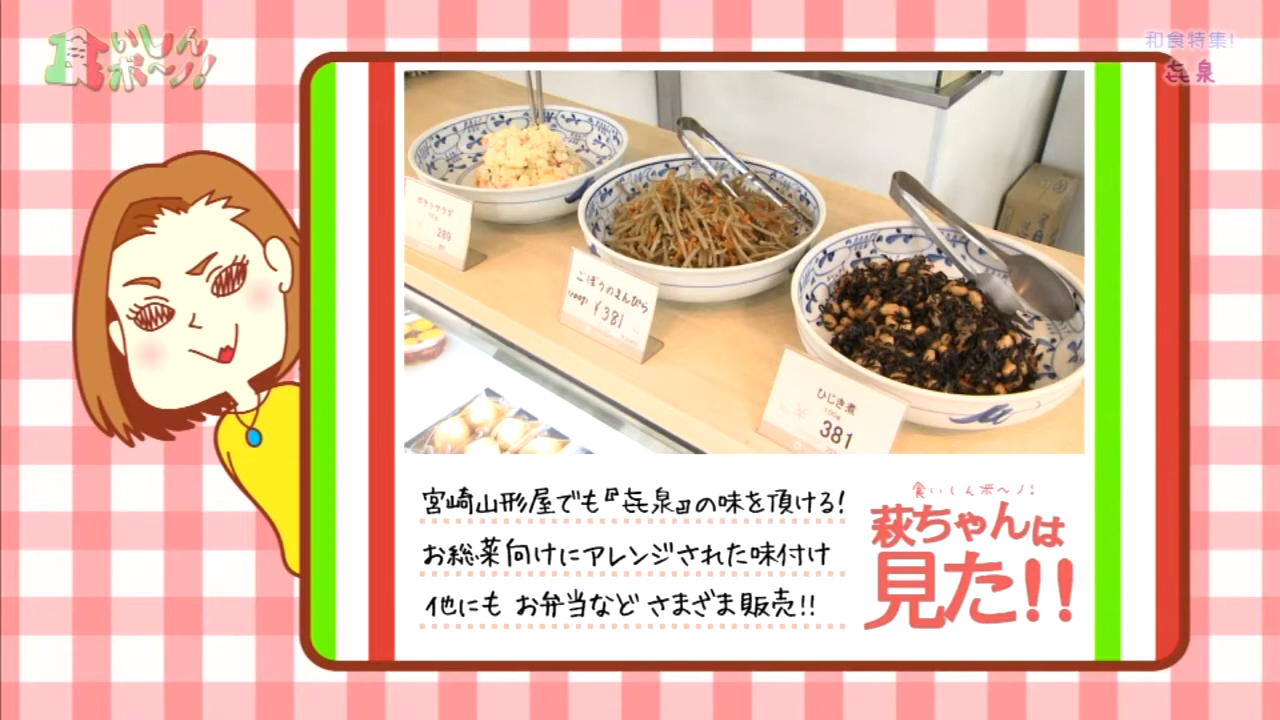 食いしんボ〜ノ!
和食特集!
㐂泉
ポテトサラダ
289
ごぼうのきんぴら
(100g)
¥381
ひじき煮
100g
381
宮崎山形屋でも『㐂泉』の味を頂ける!
お総菜向けにアレンジされた味付け
他にも お弁当など さまざま販売!!
食いしんボ〜ノ!
萩ちゃんは
見た!!